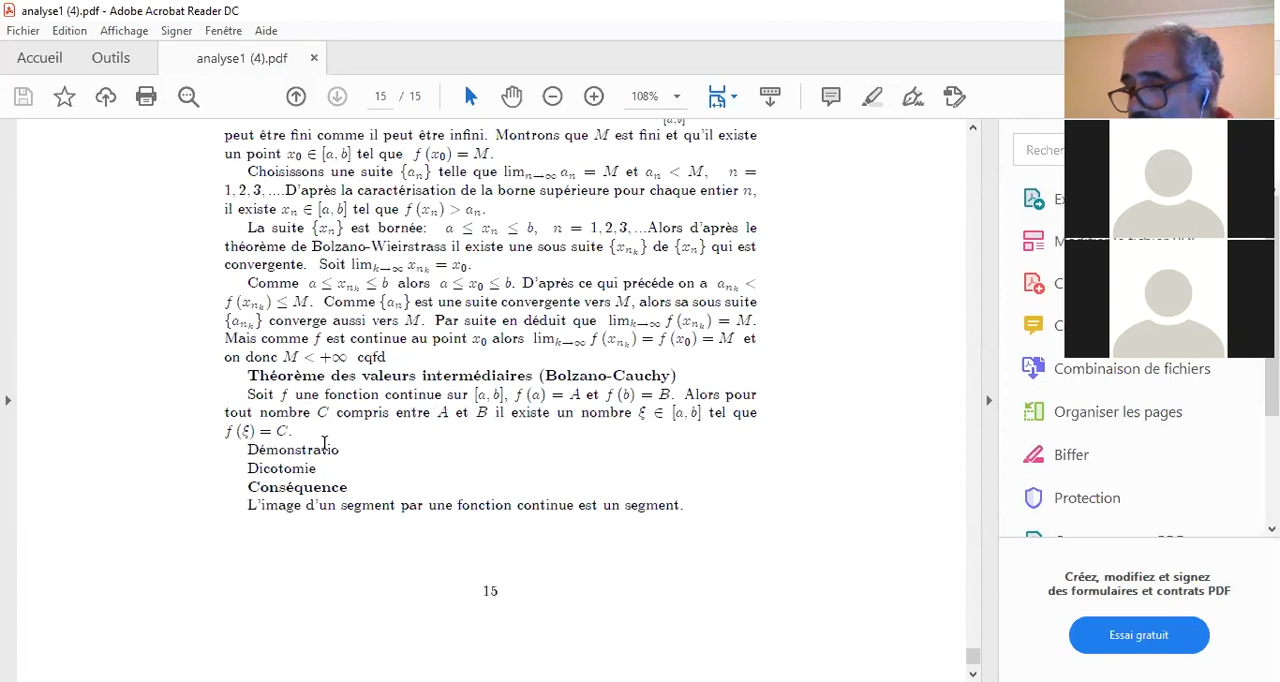 analyse1 (4).pdf - Adobe Acrobat Reader DC
Fichier Edition Affichage Signer Fenêtre Aide
Accueil Outils analyse1 (4).pdf ×
15 / 15 108%
peut être fini comme il peut être infini. Montrons que M est fini et qu'il existe
un point x₀ ∈ [a, b] tel que f (x₀) = M.
Choisissons une suite {aₙ} telle que limₙ→∞ aₙ = M et aₙ < M, n =
1, 2, 3, ....D'après la caractérisation de la borne supérieure pour chaque entier n,
il existe xₙ ∈ [a, b] tel que f (xₙ) > aₙ.
La suite {xₙ} est bornée: a ≤ xₙ ≤ b, n = 1, 2, 3, ...Alors d'après le
théorème de Bolzano-Wieirstrass il existe une sous suite {xₙₖ} de {xₙ} qui est
convergente. Soit limₖ→∞ xₙₖ = x₀.
Comme a ≤ xₙₖ ≤ b alors a ≤ x₀ ≤ b. D'après ce qui précéde on a aₙₖ <
f (xₙₖ) ≤ M. Comme {aₙ} est une suite convergente vers M, alors sa sous suite
{aₙₖ} converge aussi vers M. Par suite en déduit que limₖ→∞ f (xₙₖ) = M.
Mais comme f est continue au point x₀ alors limₖ→∞ f (xₙₖ) = f (x₀) = M et
on donc M < +∞ cqfd
Théorème des valeurs intermédiaires (Bolzano-Cauchy)
Soit f une fonction continue sur [a, b], f (a) = A et f (b) = B. Alors pour
tout nombre C compris entre A et B il existe un nombre ξ ∈ [a, b] tel que
f (ξ) = C.
Démonstratio
Dicotomie
Conséquence
L'image d'un segment par une fonction continue est un segment.
15
Recher
Combinaison de fichiers
Organiser les pages
Biffer
Protection
Créez, modifiez et signez
des formulaires et contrats PDF
Essai gratuit